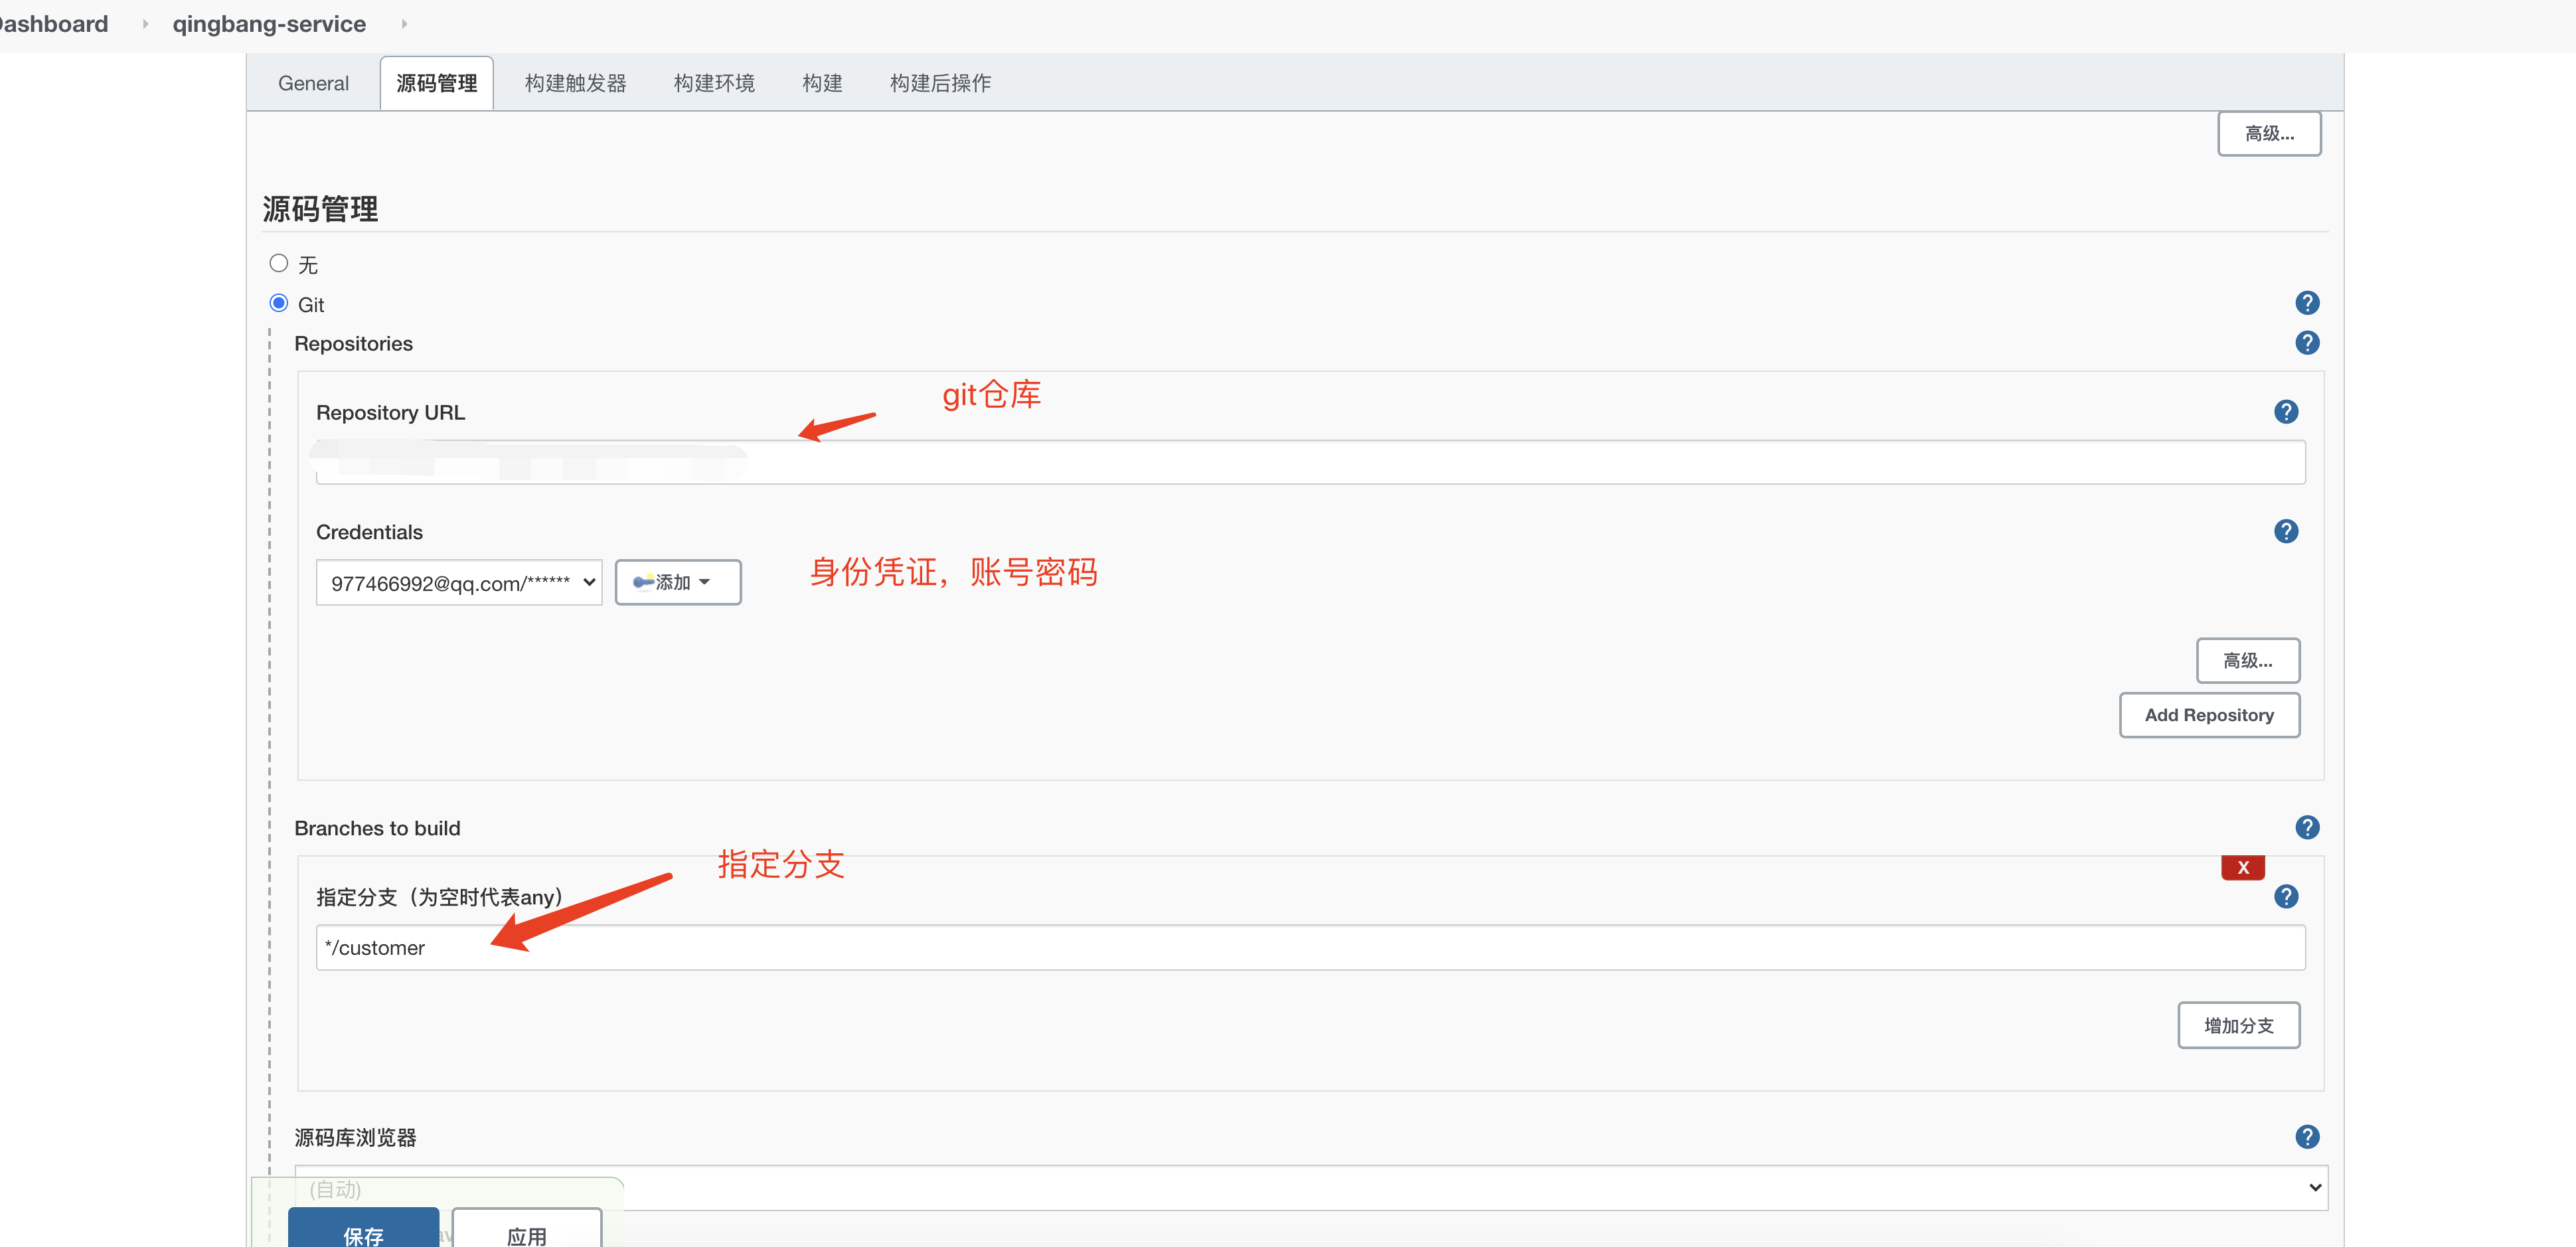 Dashboard qingbang-service
General 源码管理 构建触发器 构建环境 构建 构建后操作
高级...
源码管理
无
Git
Repositories
git仓库
Repository URL
Credentials
977466992@qq.com/****** 添加 身份凭证，账号密码
高级...
Add Repository
Branches to build
指定分支
X
指定分支（为空时代表any）
*/customer
增加分支
源码库浏览器
(自动)
保存 应用